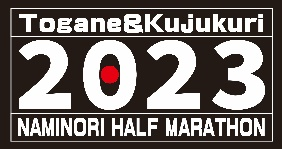 Togane&Kujukuri
2023
NAMINORI HALF MARATHON